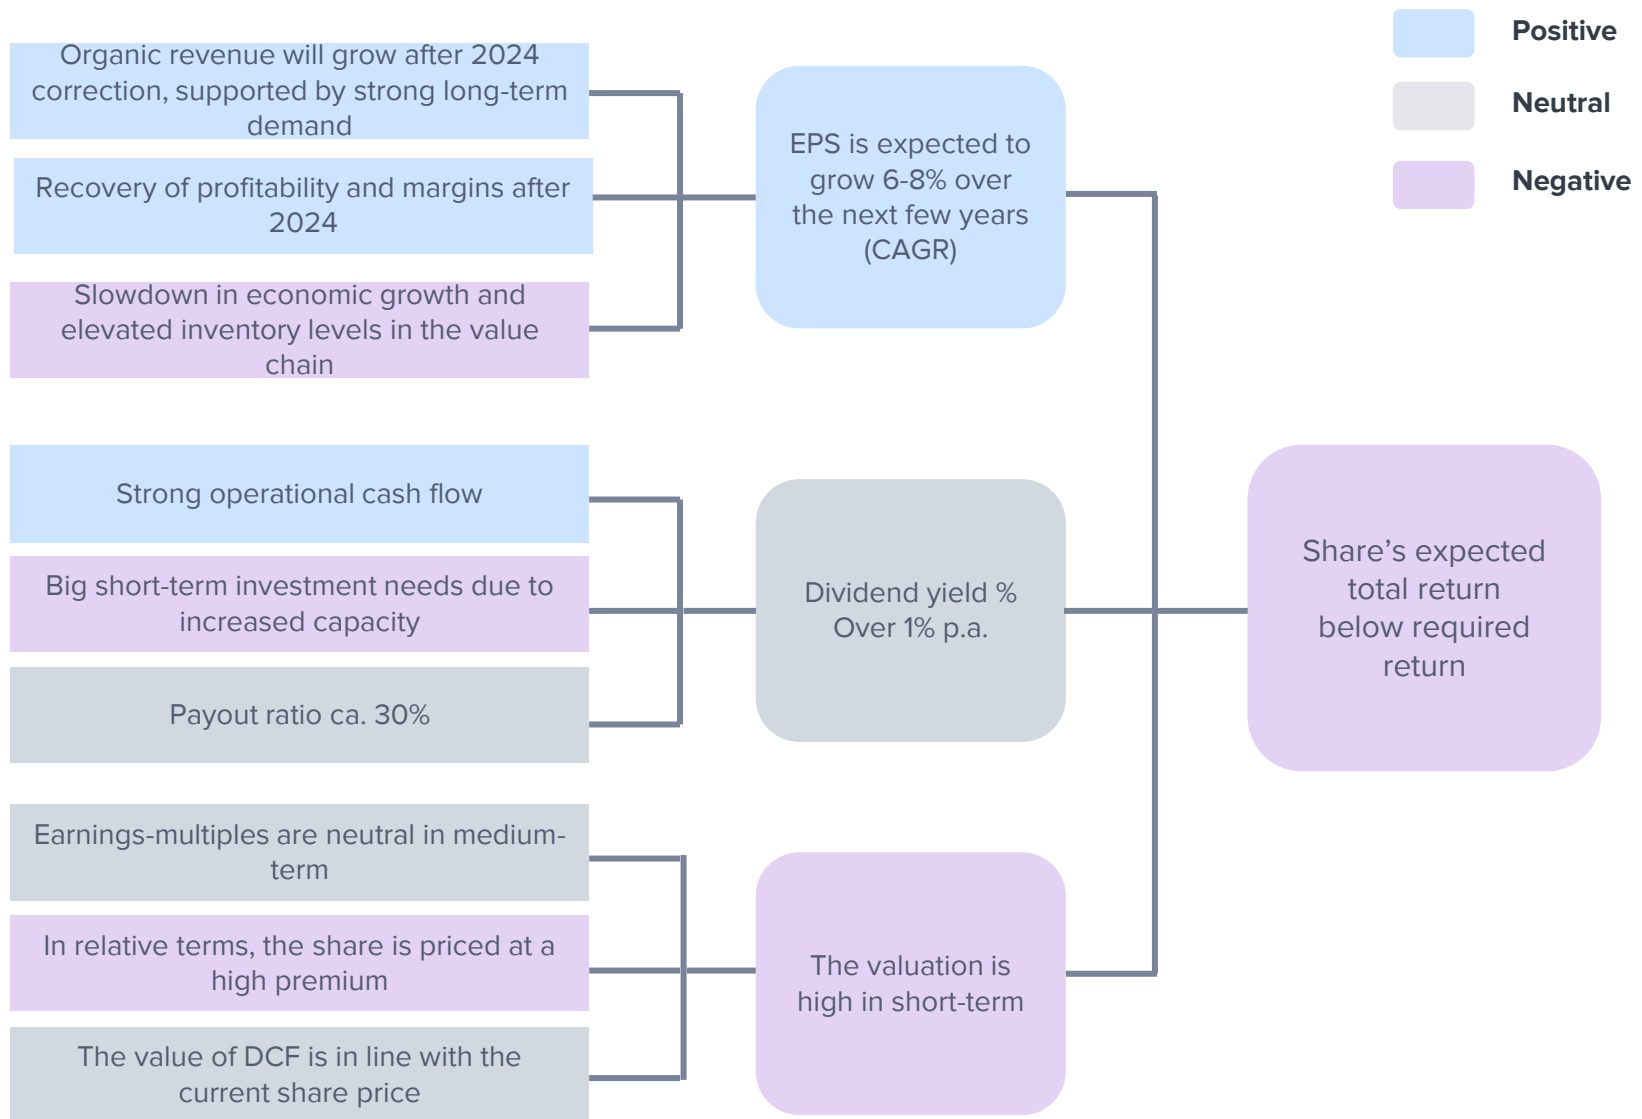 Organic revenue will grow after 2024
correction, supported by strong long-term
demand
Recovery of profitability and margins after
2024
Slowdown in economic growth and
elevated inventory levels in the value
chain
Strong operational cash flow
Big short-term investment needs due to
increased capacity
Payout ratio ca. 30%
Earnings-multiples are neutral in medium-
term
In relative terms, the share is priced at a
high premium
The value of DCF is in line with the
current share price
EPS is expected to
grow 6-8% over
the next few years
(CAGR)
Dividend yield %
Over 1% p.a.
The valuation is
high in short-term
Share’s expected
total return
below required
return
Positive
Neutral
Negative